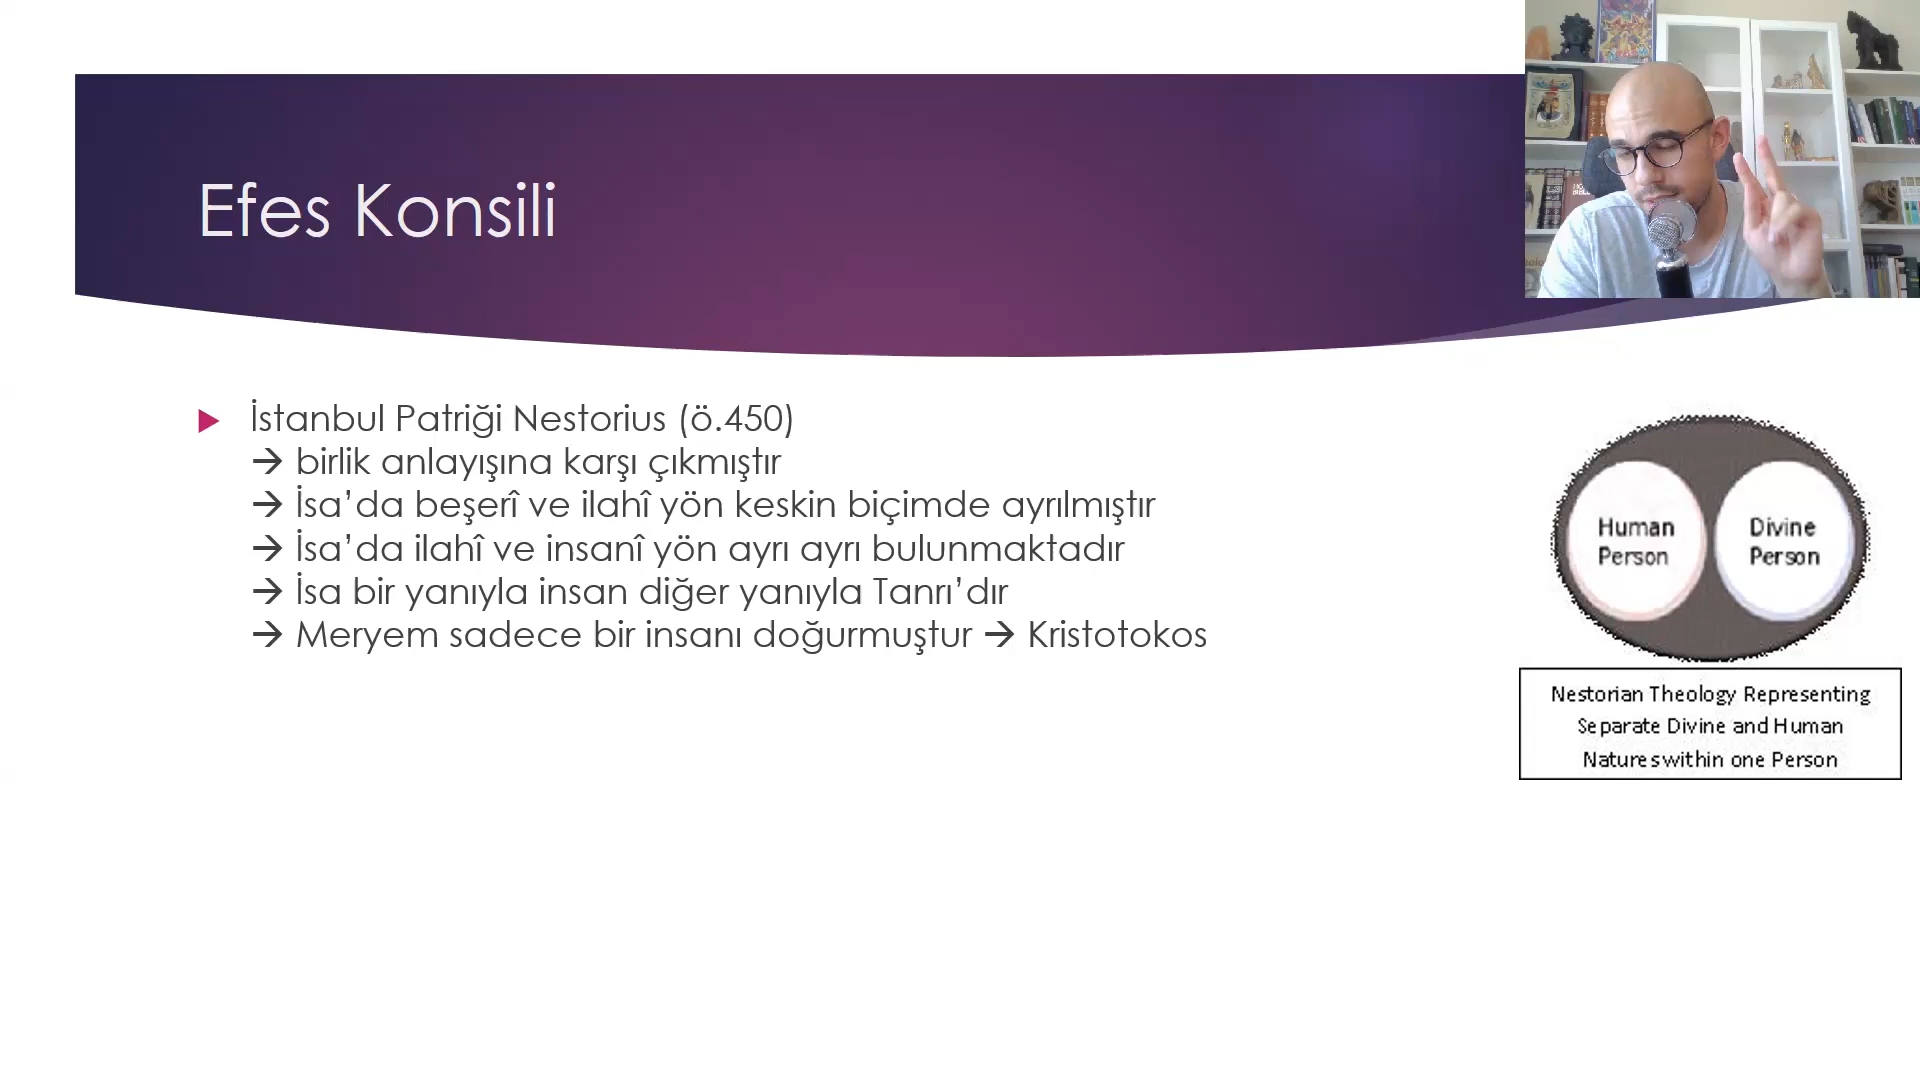 Efes Konsili
İstanbul Patriği Nestorius (ö.450)
→ birlik anlayışına karşı çıkmıştır
→ İsa’da beşerî ve ilahî yön keskin biçimde ayrılmıştır
→ İsa’da ilahî ve insanî yön ayrı ayrı bulunmaktadır
→ İsa bir yanıyla insan diğer yanıyla Tanrı’dır
→ Meryem sadece bir insanı doğurmuştur → Kristotokos
Human
Person
Divine
Person
Nestorian Theology Representing
Separate Divine and Human
Natures within one Person